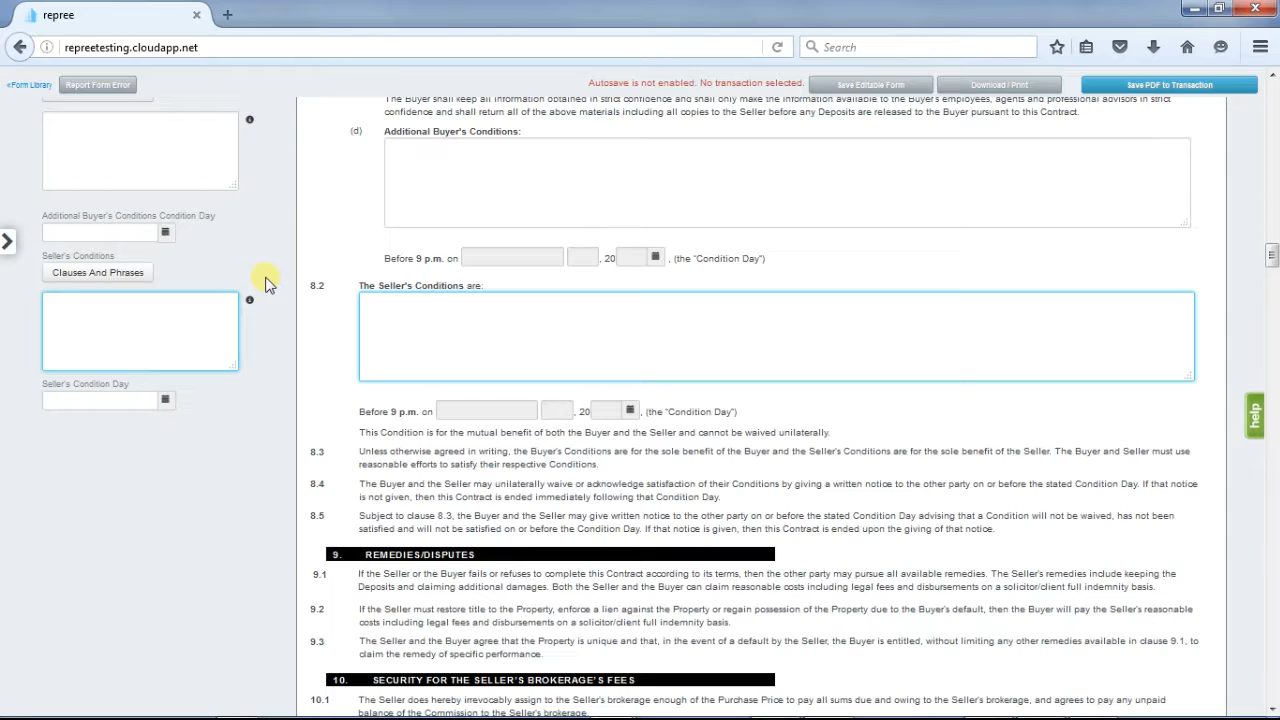 repree
repreetesting.cloudapp.net
Search
<Form Library
Report Form Error
Autosave is not enabled. No transaction selected.
Save Editable Form
Download / Print
Save PDF to Transaction
The Buyer shall keep all information obtained in strict confidence and shall only make the information available to the Buyer's employees, agents and professional advisors in strict
confidence and shall return all of the above materials including all copies to the Seller before any Deposits are released to the Buyer pursuant to this Contract.
(d) Additional Buyer's Conditions:
Additional Buyer's Conditions Condition Day
Before 9 p.m. on , 20 , (the "Condition Day")
Seller's Conditions
Clauses And Phrases
8.2 The Seller's Conditions are:
Seller's Condition Day
Before 9 p.m. on , 20 , (the "Condition Day")
This Condition is for the mutual benefit of both the Buyer and the Seller and cannot be waived unilaterally.
8.3 Unless otherwise agreed in writing, the Buyer's Conditions are for the sole benefit of the Buyer and the Seller's Conditions are for the sole benefit of the Seller. The Buyer and Seller must use
reasonable efforts to satisfy their respective Conditions.
8.4 The Buyer and the Seller may unilaterally waive or acknowledge satisfaction of their Conditions by giving a written notice to the other party on or before the stated Condition Day. If that notice
is not given, then this Contract is ended immediately following that Condition Day.
8.5 Subject to clause 8.3, the Buyer and the Seller may give written notice to the other party on or before the stated Condition Day advising that a Condition will not be waived, has not been
satisfied and will not be satisfied on or before the Condition Day. If that notice is given, then this Contract is ended upon the giving of that notice.
9. REMEDIES/DISPUTES
9.1 If the Seller or the Buyer fails or refuses to complete this Contract according to its terms, then the other party may pursue all available remedies. The Seller's remedies include keeping the
Deposits and claiming additional damages. Both the Seller and the Buyer can claim reasonable costs including legal fees and disbursements on a solicitor/client full indemnity basis.
9.2 If the Seller must restore title to the Property, enforce a lien against the Property or regain possession of the Property due to the Buyer's default, then the Buyer will pay the Seller's reasonable
costs including legal fees and disbursements on a solicitor/client full indemnity basis.
9.3 The Seller and the Buyer agree that the Property is unique and that, in the event of a default by the Seller, the Buyer is entitled, without limiting any other remedies available in clause 9.1, to
claim the remedy of specific performance.
10. SECURITY FOR THE SELLER'S BROKERAGE'S FEES
10.1 The Seller does hereby irrevocably assign to the Seller's brokerage enough of the Purchase Price to pay all sums due and owing to the Seller's brokerage, and agrees to pay any unpaid
balance of the Commission to the Seller's brokerage.
help